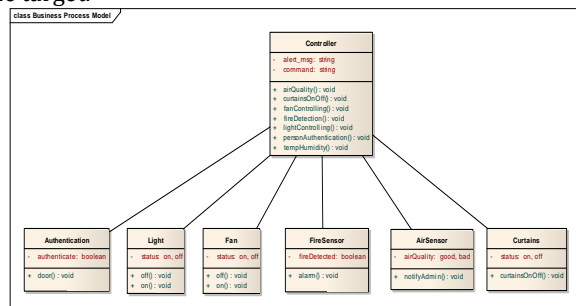 class Business Process Model
Controller
- alert_msg: string
- command: string
+ airQuality() : void
+ curtainsOnOff() : void
+ fanControlling() : void
+ fireDetection() : void
+ lightControlling() : void
+ personAuthentication() : void
+ tempHumidity() : void
Authentication
- authenticate: boolean
+ door() : void
Light
- status: on, off
+ off() : void
+ on() : void
Fan
- status: on, off
+ off() : void
+ on() : void
FireSensor
- fireDetected: boolean
+ alarm() : void
AirSensor
- airQuality: good, bad
+ notifyAdmin() : void
Curtains
- status: on, off
+ curtainsOnOff() : void